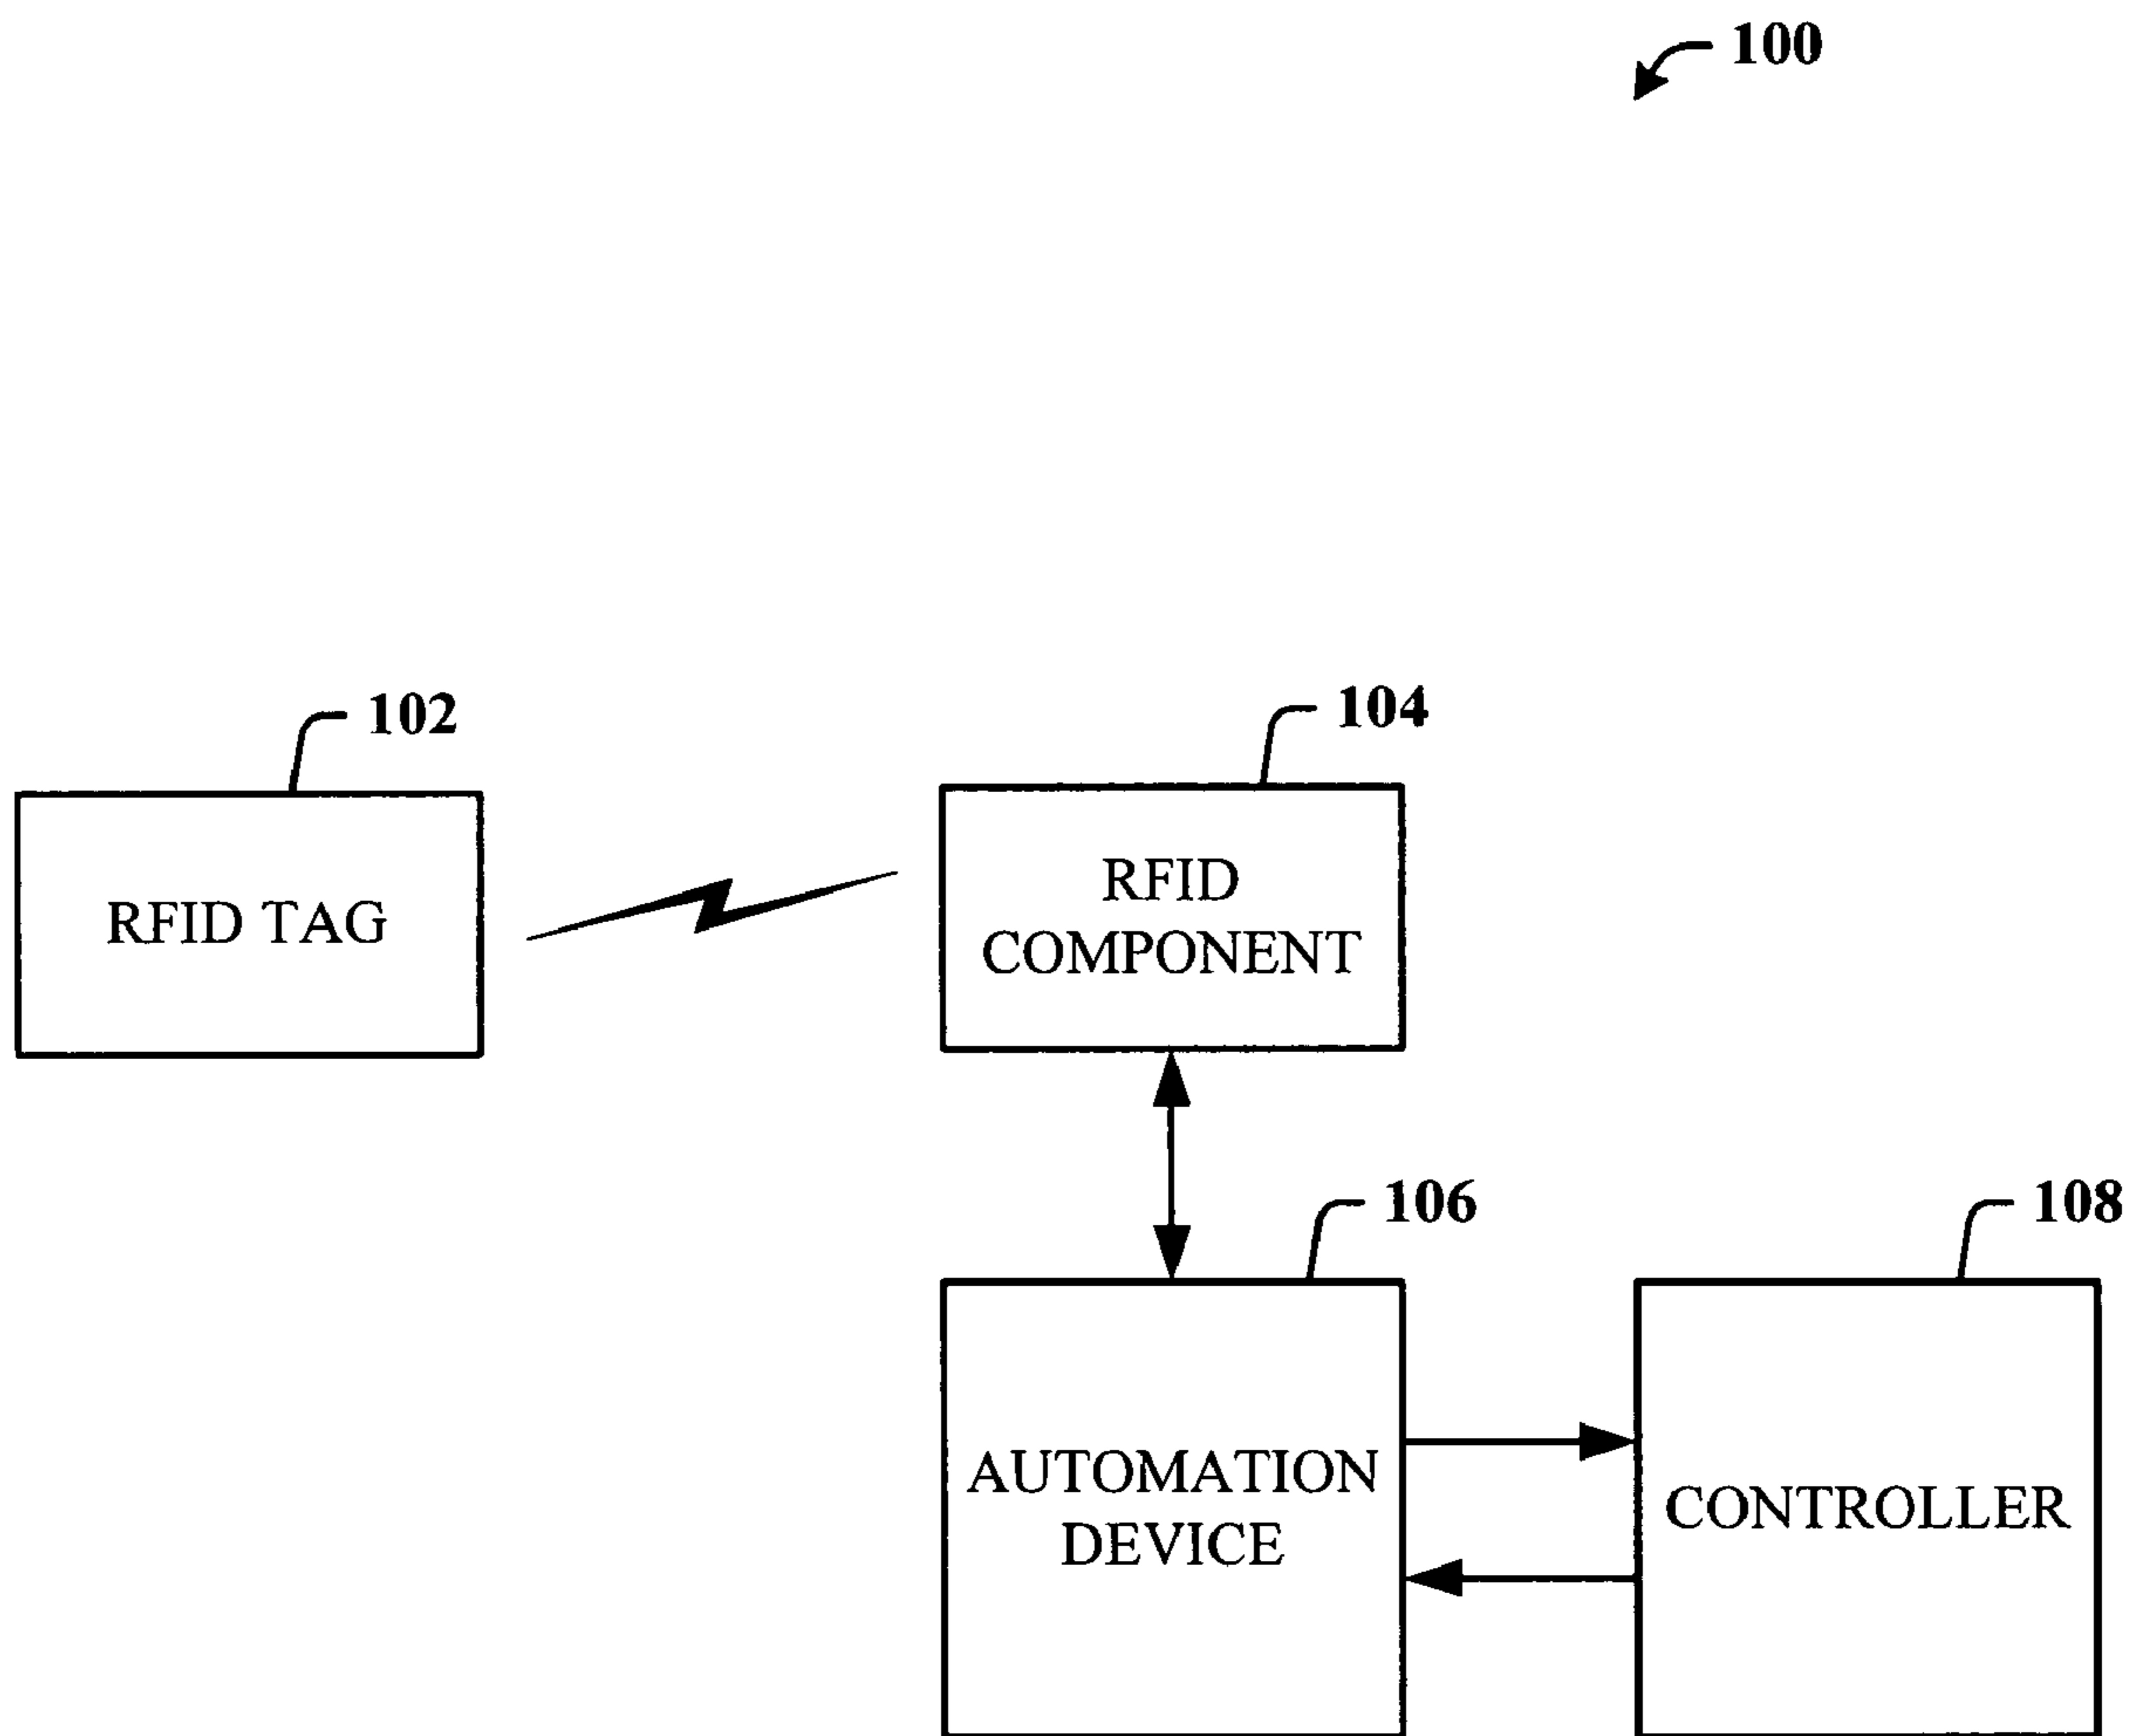 100
102
104
RFID TAG
RFID
COMPONENT
106
108
AUTOMATION
DEVICE
CONTROLLER